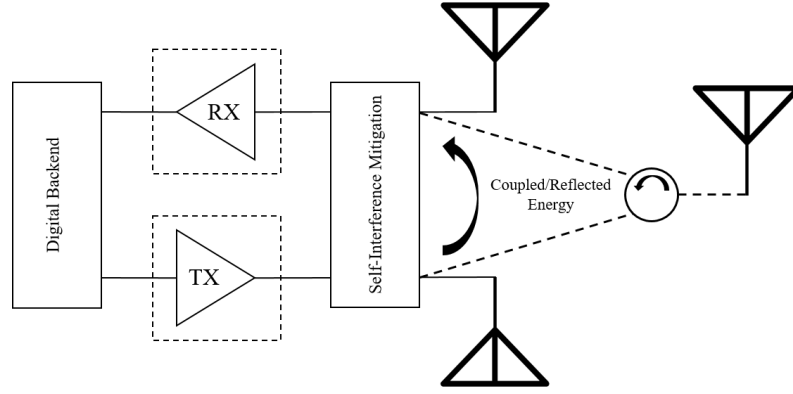 Digital Backend
RX
TX
Self-Interference Mitigation
Coupled/Reflected
Energy